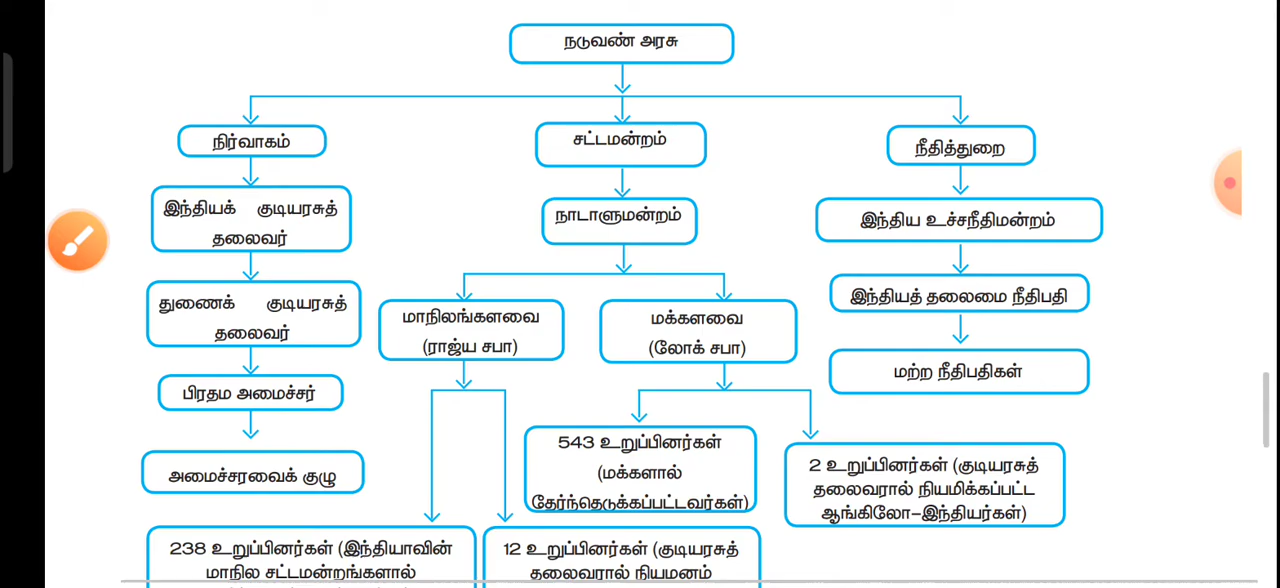 நடுவண் அரசு
நிர்வாகம்
இந்தியக் குடியரசுத்
தலைவர்
துணைக் குடியரசுத்
தலைவர்
பிரதம அமைச்சர்
அமைச்சரவைக் குழு
சட்டமன்றம்
நாடாளுமன்றம்
மாநிலங்களவை
(ராஜ்ய சபா)
238 உறுப்பினர்கள் (இந்தியாவின்
மாநில சட்டமன்றங்களால்
12 உறுப்பினர்கள் (குடியரசுத்
தலைவரால் நியமனம்
மக்களவை
(லோக் சபா)
543 உறுப்பினர்கள்
(மக்களால்
தேர்ந்தெடுக்கப்பட்டவர்கள்)
2 உறுப்பினர்கள் (குடியரசுத்
தலைவரால் நியமிக்கப்பட்ட
ஆங்கிலோ-இந்தியர்கள்)
நீதித்துறை
இந்திய உச்சநீதிமன்றம்
இந்தியத் தலைமை நீதிபதி
மற்ற நீதிபதிகள்